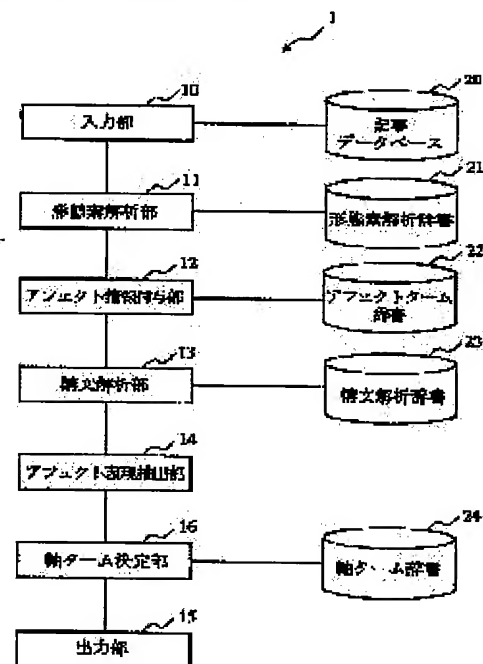 1
10
入力部
20
記事
データベース
11
形態素解析部
21
形態素解析辞書
12
アフェクト情報付与部
22
アフェクトターム
辞書
13
構文解析部
23
構文解析辞書
14
アフェクト表現抽出部
16
軸ターム決定部
24
軸ターム辞書
15
出力部